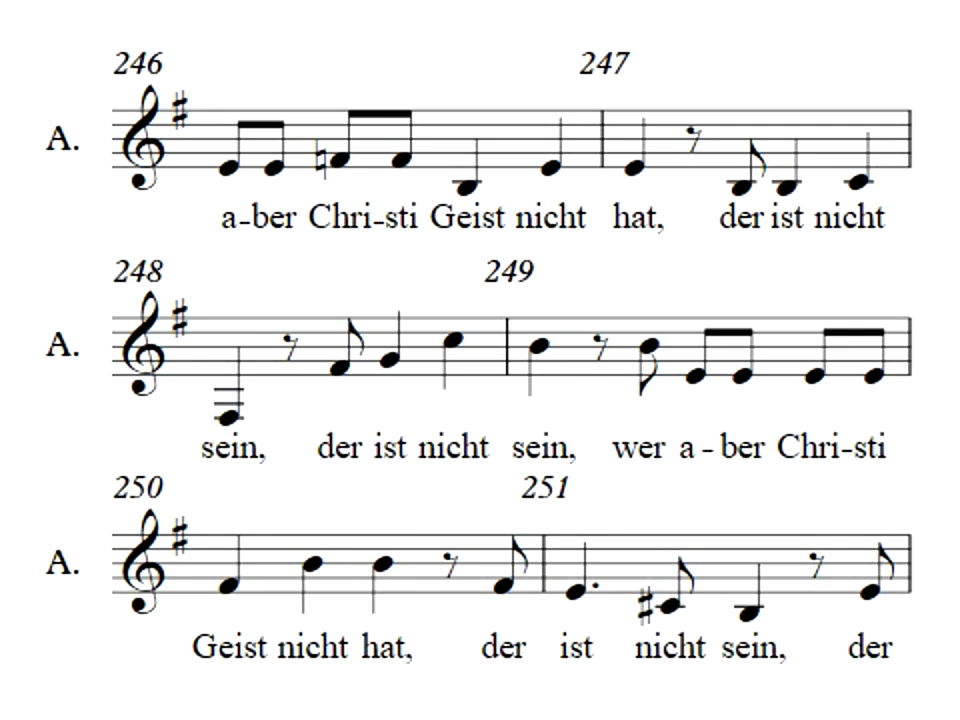 246 247
A.
a-ber Chri-sti Geist nicht hat, der ist nicht
248 249
A.
sein, der ist nicht sein, wer a-ber Chri-sti
250 251
A.
Geist nicht hat, der ist nicht sein, der